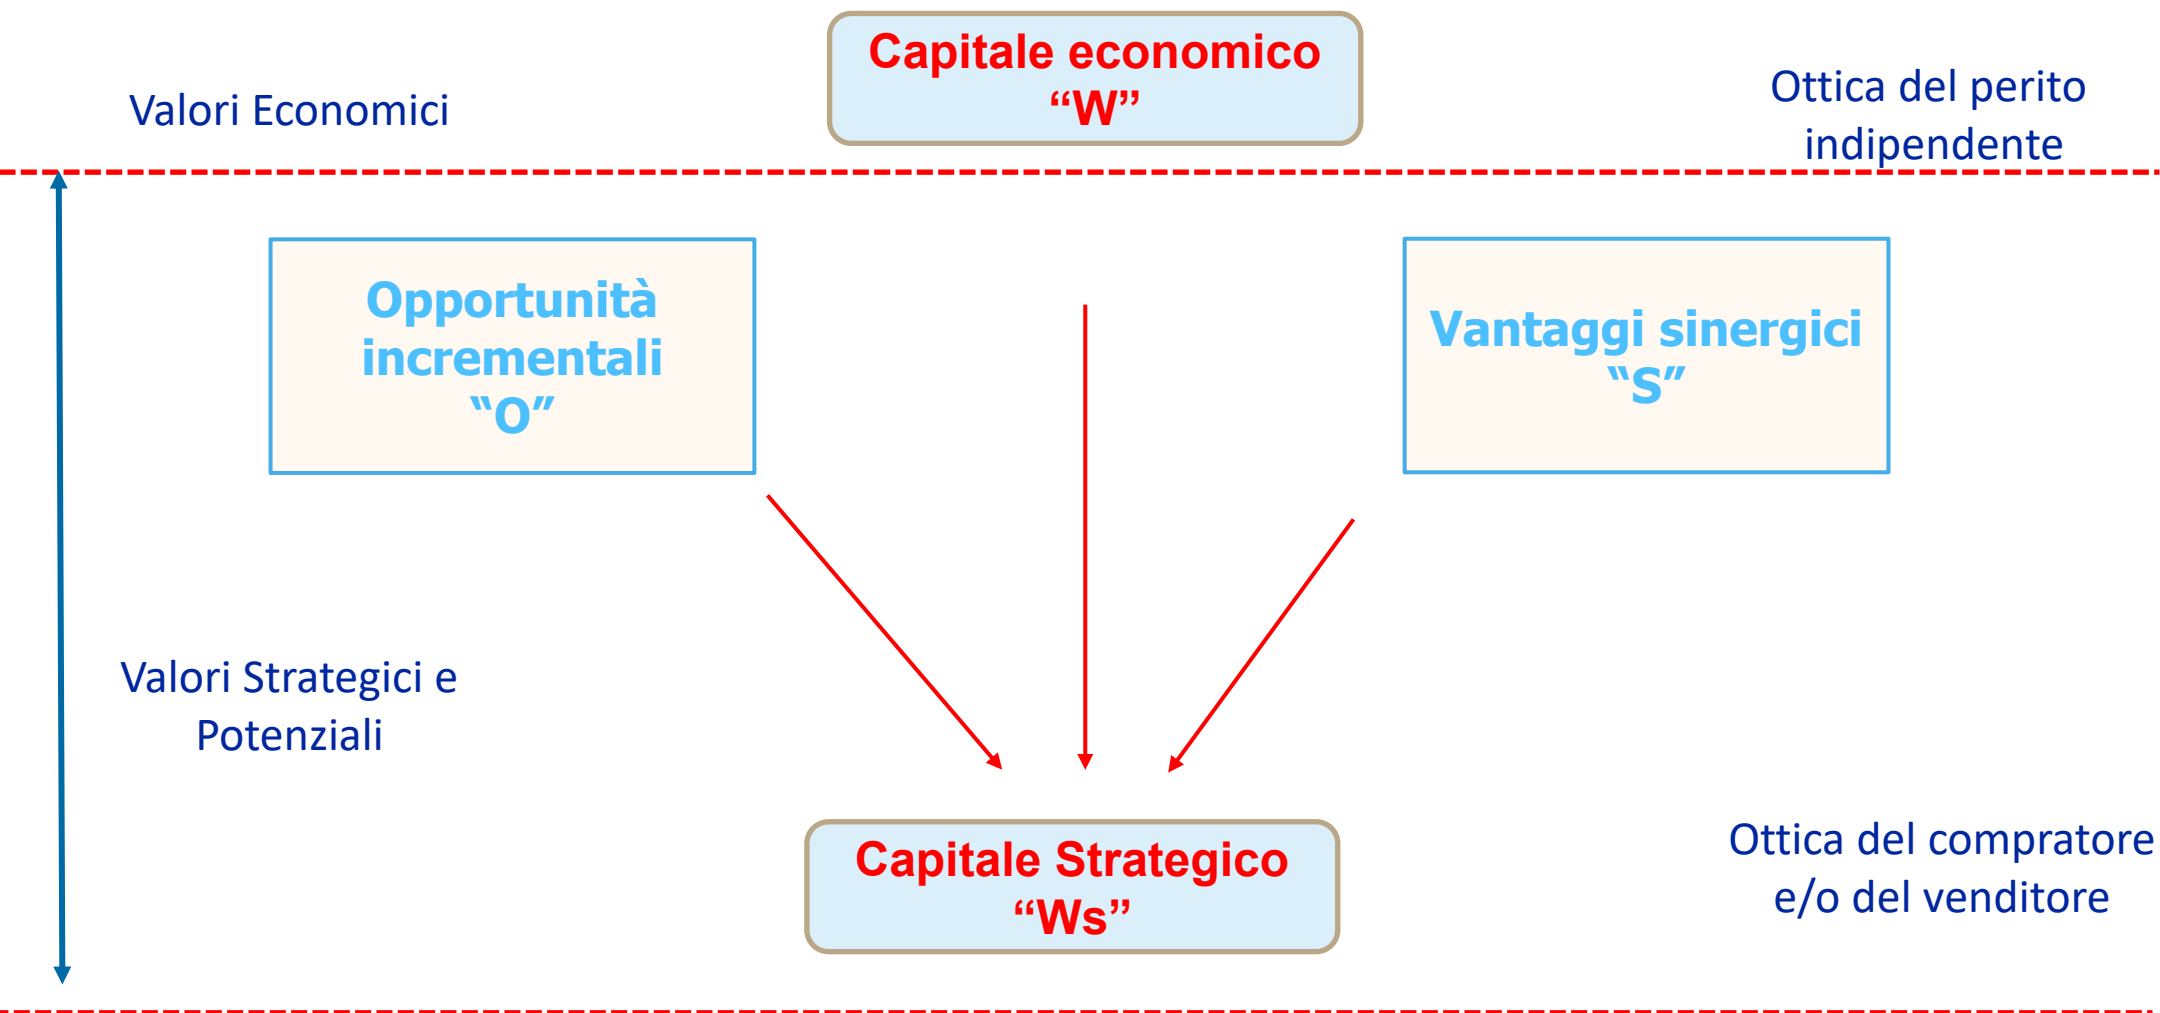 Capitale economico
“W”
Valori Economici
Ottica del perito
indipendente
Opportunità
incrementali
“O”
Vantaggi sinergici
“S”
Valori Strategici e
Potenziali
Capitale Strategico
“Ws”
Ottica del compratore
e/o del venditore